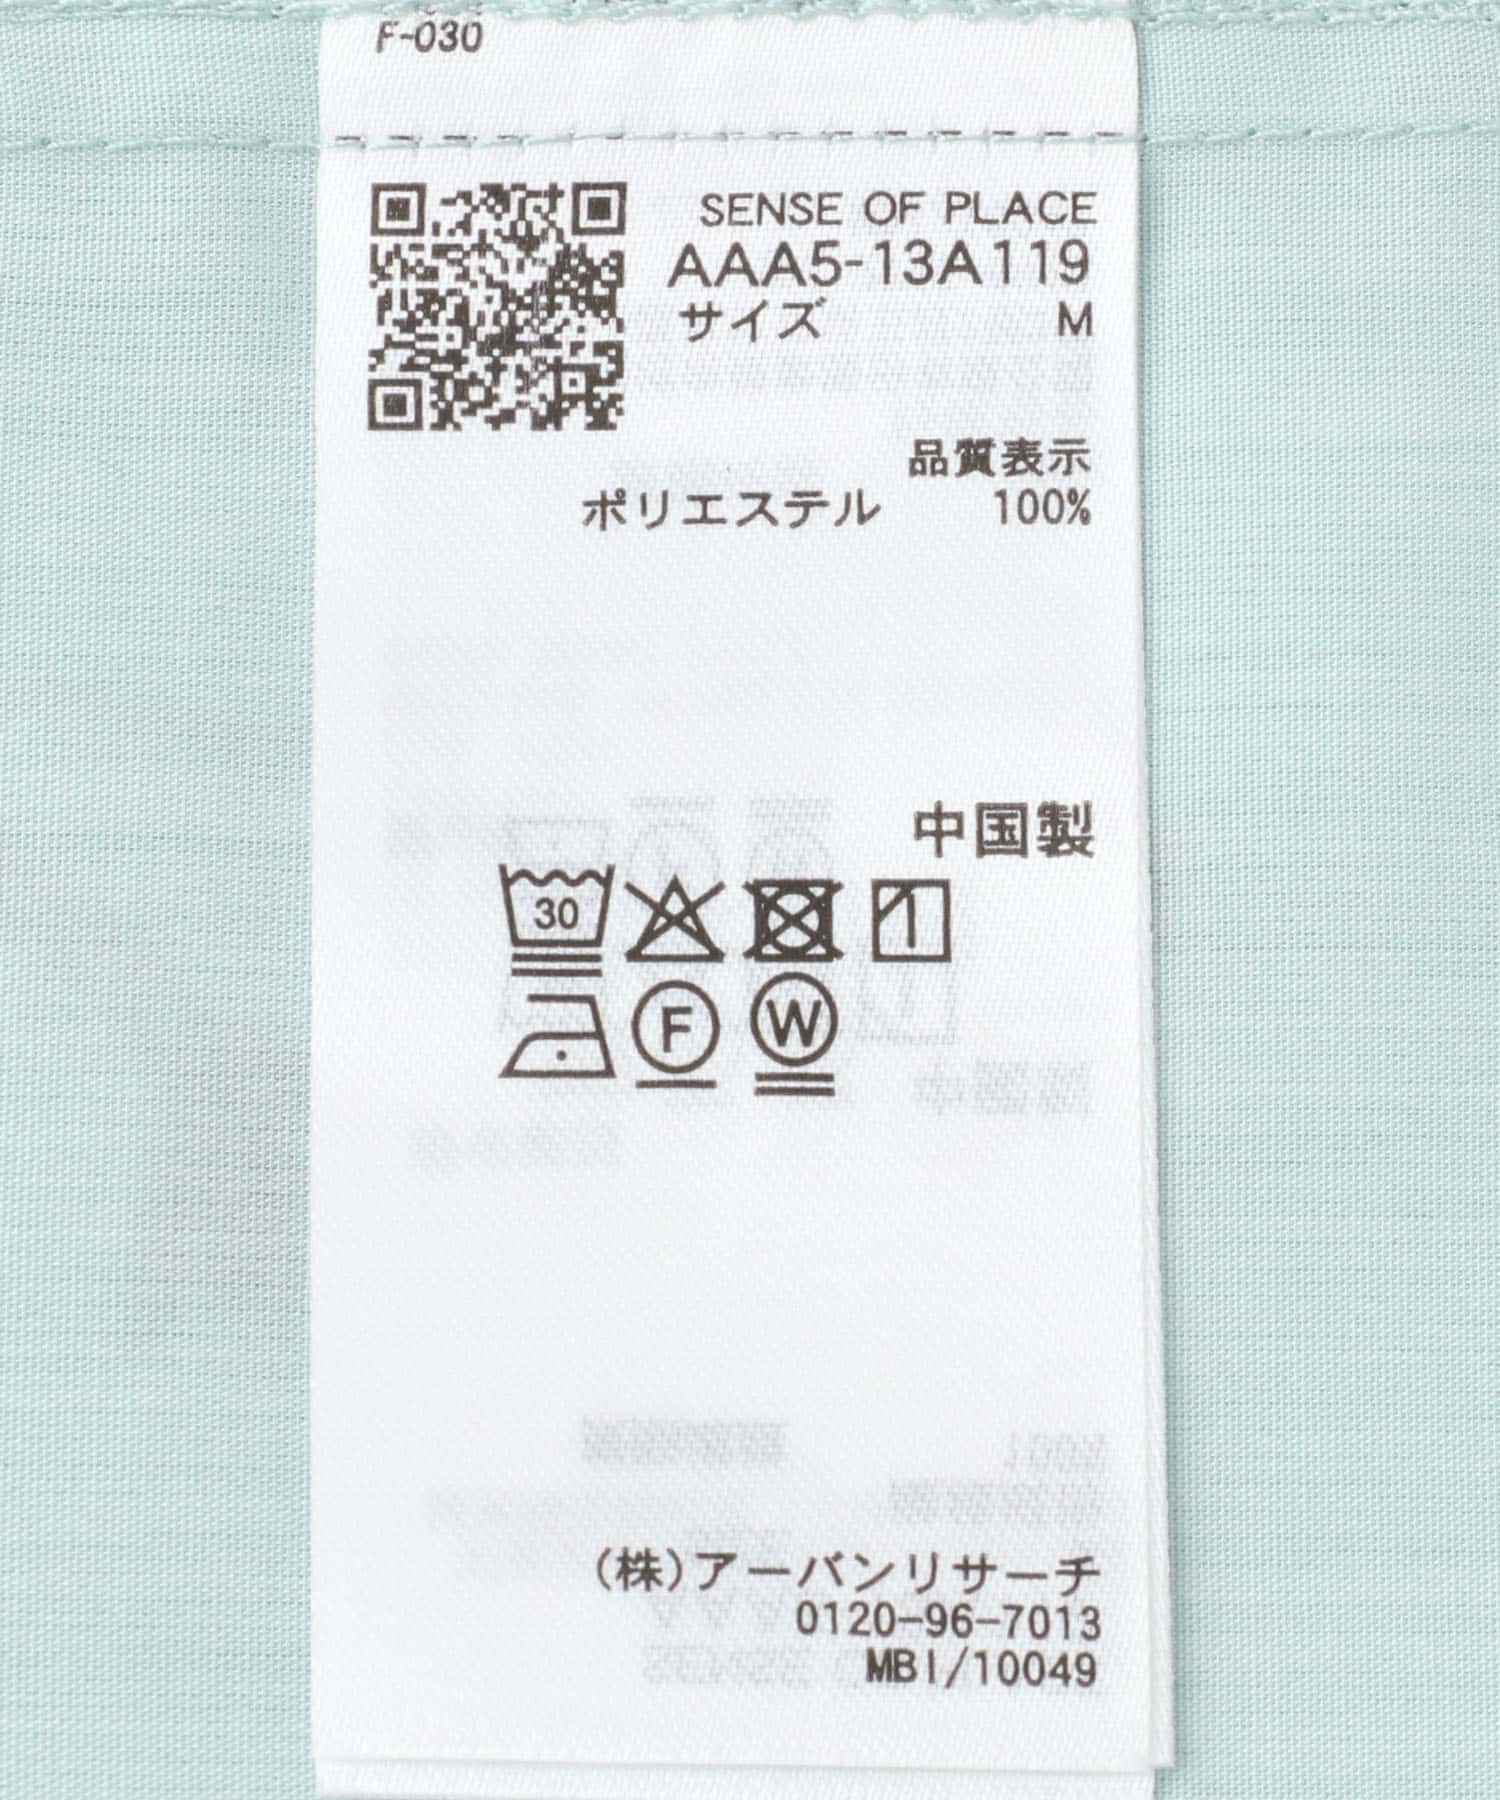 F-030
SENSE OF PLACE
AAA5-13A119
サイズ M
品質表示
ポリエステル 100%
中国製
30
F W
(株)アーバンリサーチ
0120-96-7013
MBI/10049